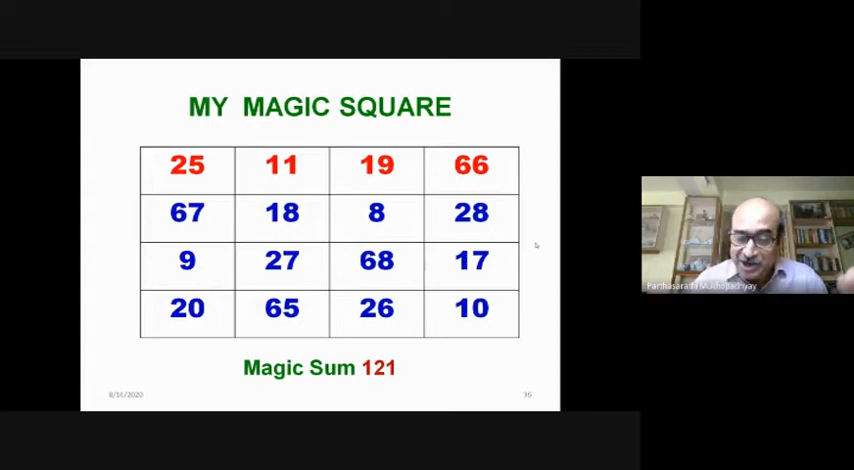 MY MAGIC SQUARE
25 11 19 66
67 18 8 28
9 27 68 17
20 65 26 10
Magic Sum 121
8/16/2020
36
Parthasarathi Mukhopadhyay